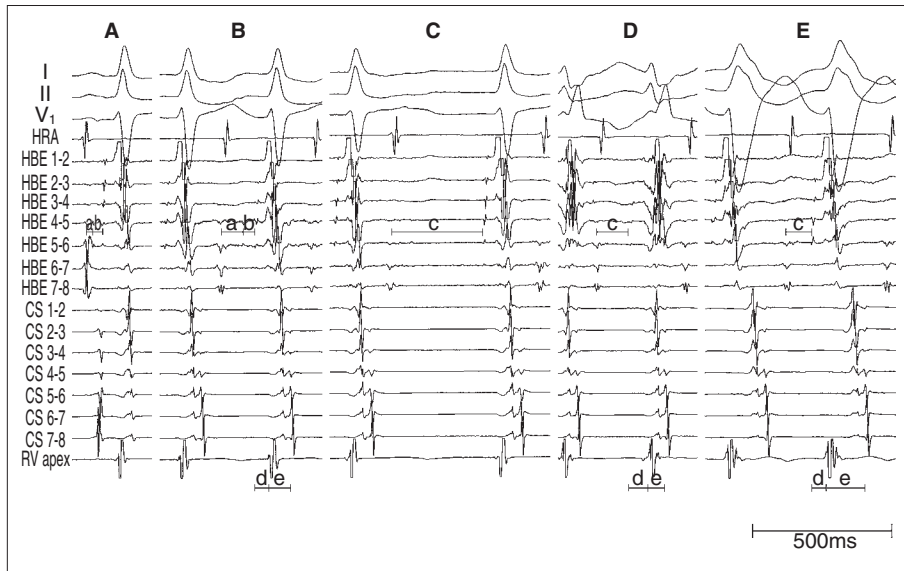 A B C D E
I
II
V1
HRA
HBE 1-2
HBE 2-3
HBE 3-4
HBE 4-5
ab a b c c c
HBE 5-6
HBE 6-7
HBE 7-8
CS 1-2
CS 2-3
CS 3-4
CS 4-5
CS 5-6
CS 6-7
CS 7-8
RV apex
d e d e d e
500ms